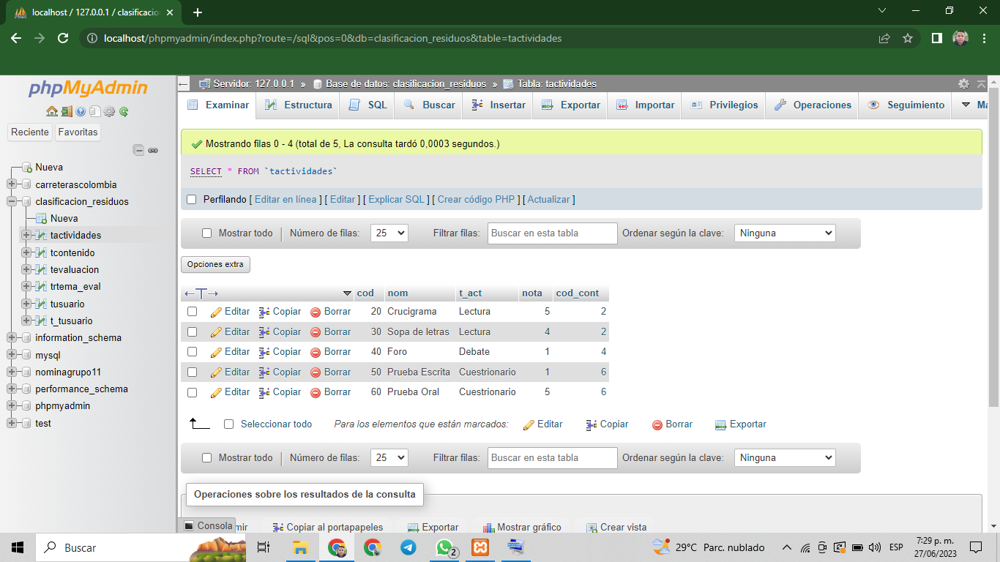 localhost / 127.0.0.1 / clasificacio
localhost/phpmyadmin/index.php?route=/sql&pos=0&db=clasificacion_residuos&table=tactividades
phpMyAdmin
Reciente Favoritas
Nueva
carreterascolombia
clasificacion_residuos
Nueva
tactividades
tcontenido
tevaluacion
trtema_eval
tusuario
t_tusuario
information_schema
mysql
nominagrupo11
performance_schema
phpmyadmin
test
Servidor: 127.0.0.1 » Base de datos: clasificacion_residuos » Tabla: tactividades
Examinar Estructura SQL Buscar Insertar Exportar Importar Privilegios Operaciones Seguimiento Má
Mostrando filas 0 - 4 (total de 5, La consulta tardó 0,0003 segundos.)
SELECT * FROM `tactividades`
Perfilando [ Editar en línea ] [ Editar ] [ Explicar SQL ] [ Crear código PHP ] [ Actualizar ]
Mostrar todo Número de filas: 25 Filtrar filas: Buscar en esta tabla Ordenar según la clave: Ninguna
Opciones extra
←T→ cod nom t_act nota cod_cont
Editar Copiar Borrar 20 Crucigrama Lectura 5 2
Editar Copiar Borrar 30 Sopa de letras Lectura 4 2
Editar Copiar Borrar 40 Foro Debate 1 4
Editar Copiar Borrar 50 Prueba Escrita Cuestrionario 1 6
Editar Copiar Borrar 60 Prueba Oral Cuestrionario 5 6
Seleccionar todo Para los elementos que están marcados: Editar Copiar Borrar Exportar
Mostrar todo Número de filas: 25 Filtrar filas: Buscar en esta tabla Ordenar según la clave: Ninguna
Operaciones sobre los resultados de la consulta
Consola mir Copiar al portapapeles Exportar Mostrar gráfico Crear vista
Buscar 2 29°C Parc. nublado ESP 7:29 p. m.
27/06/2023